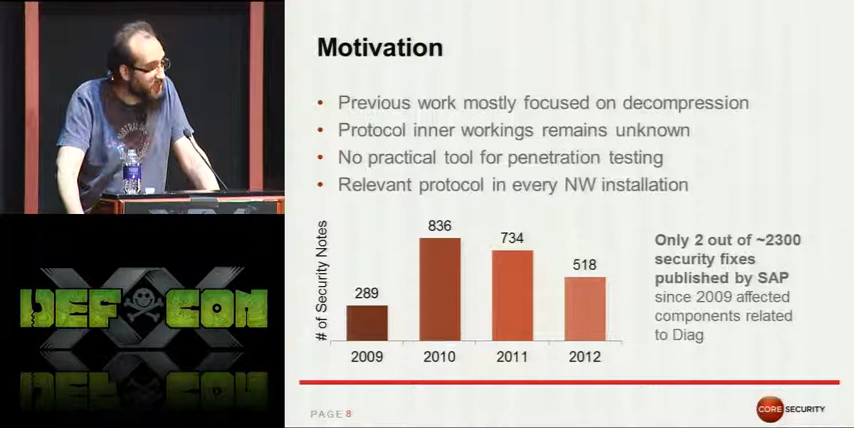 Motivation
• Previous work mostly focused on decompression
• Protocol inner workings remains unknown
• No practical tool for penetration testing
• Relevant protocol in every NW installation
# of Security Notes
289
836
734
518
2009
2010
2011
2012
Only 2 out of ~2300
security fixes
published by SAP
since 2009 affected
components related
to Diag
PAGE 8
CORE SECURITY
XX
DEF CON